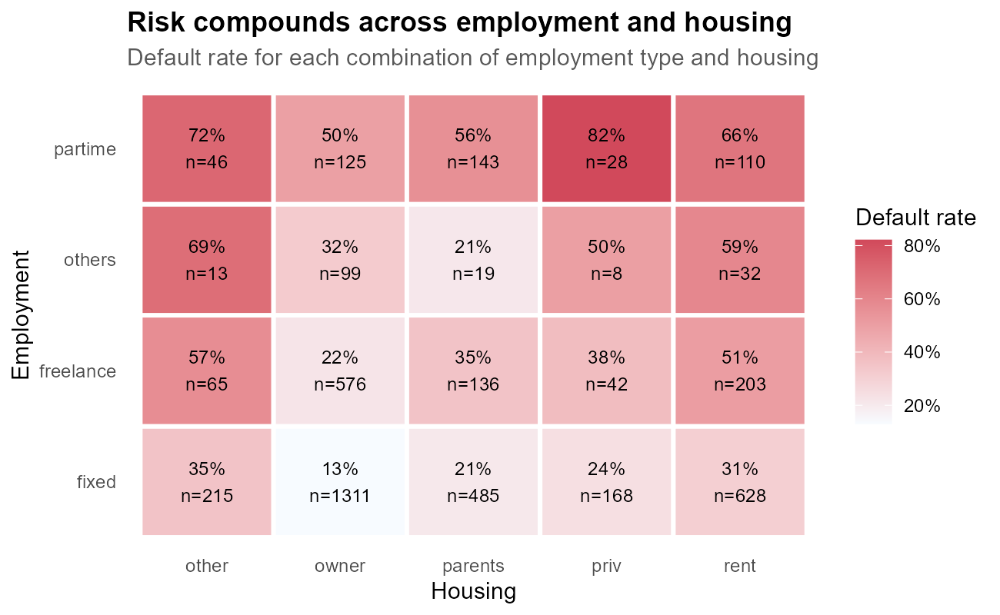 Risk compounds across employment and housing
Default rate for each combination of employment type and housing
Employment
partime
72% 50% 56% 82% 66%
n=46 n=125 n=143 n=28 n=110
others
69% 32% 21% 50% 59%
n=13 n=99 n=19 n=8 n=32
freelance
57% 22% 35% 38% 51%
n=65 n=576 n=136 n=42 n=203
fixed
35% 13% 21% 24% 31%
n=215 n=1311 n=485 n=168 n=628
other owner parents priv rent
Housing
Default rate
80%
60%
40%
20%